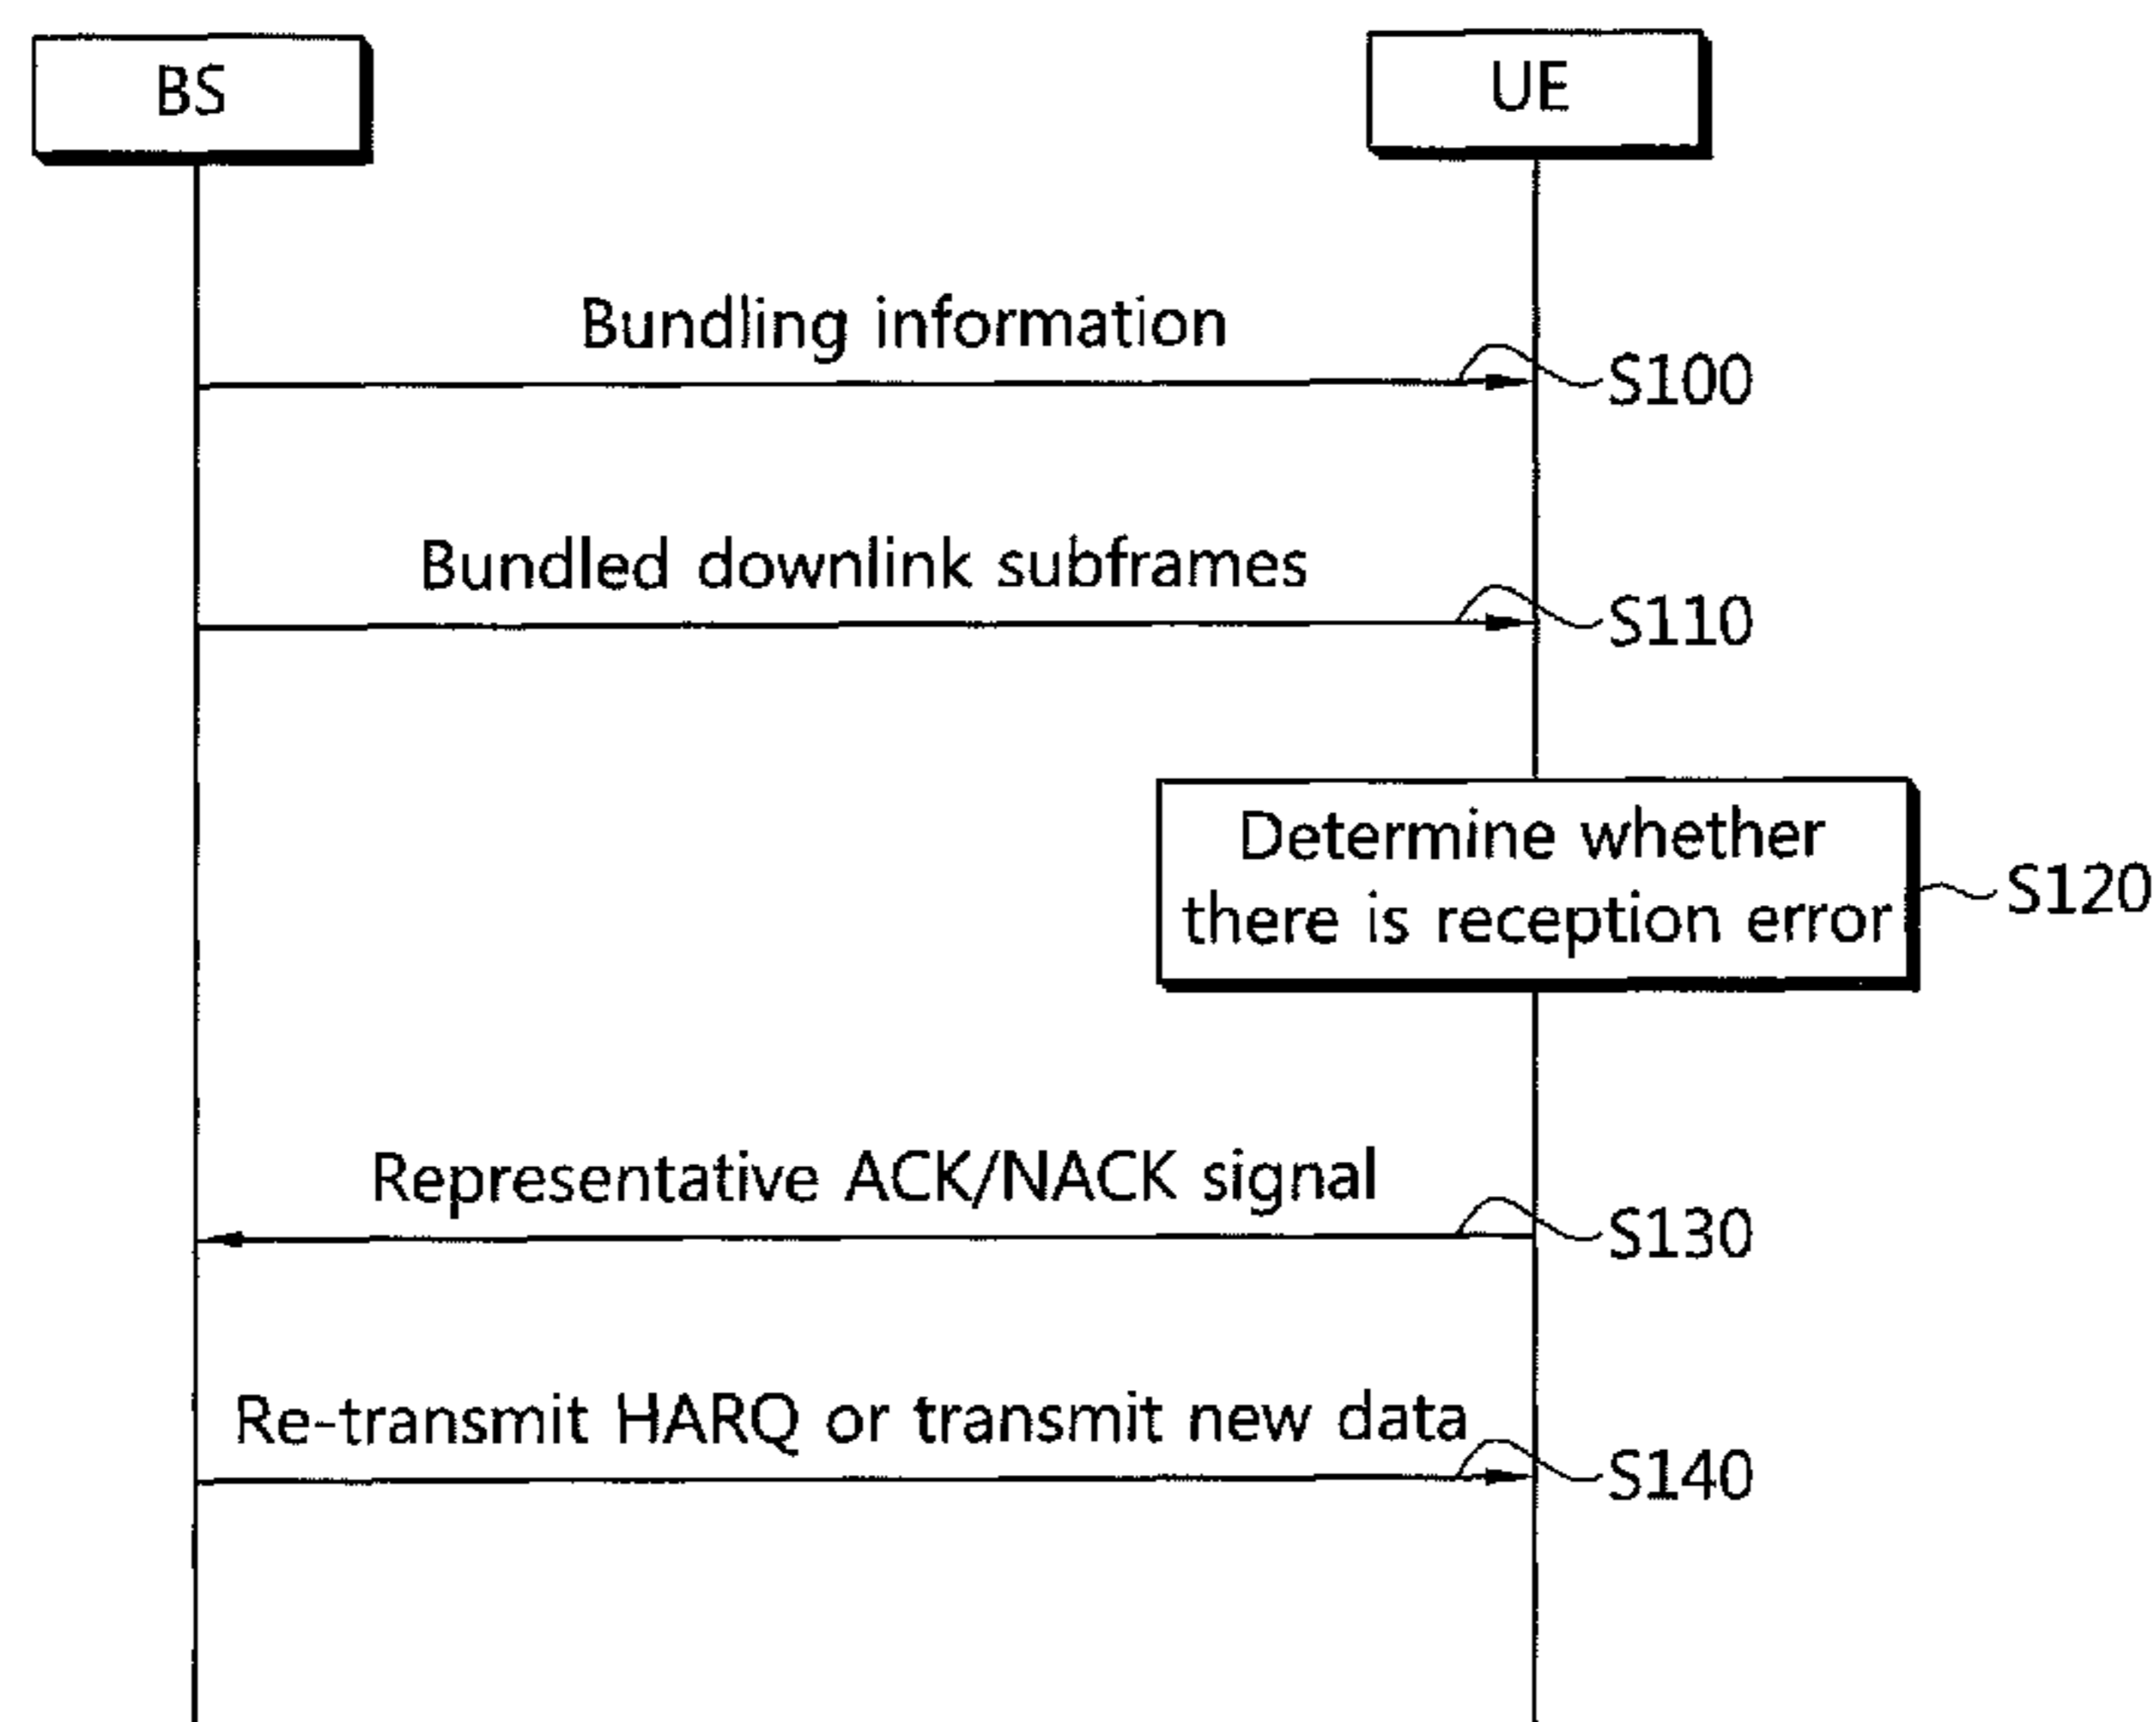 BS
UE
Bundling information
S100
Bundled downlink subframes
S110
Determine whether
there is reception error
S120
Representative ACK/NACK signal
S130
Re-transmit HARQ or transmit new data
S140